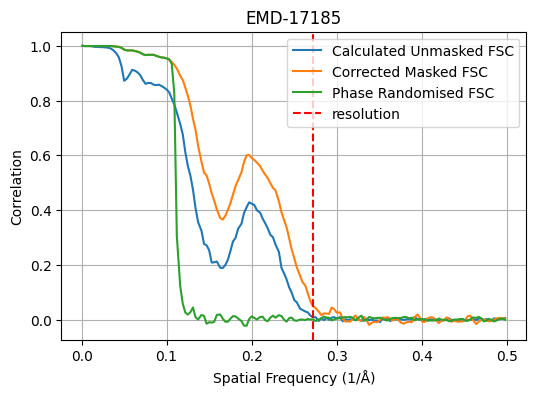 EMD-17185
Calculated Unmasked FSC
Corrected Masked FSC
Phase Randomised FSC
resolution
1.0
0.8
0.6
0.4
0.2
0.0
Correlation
0.0 0.1 0.2 0.3 0.4 0.5
Spatial Frequency (1/Å)